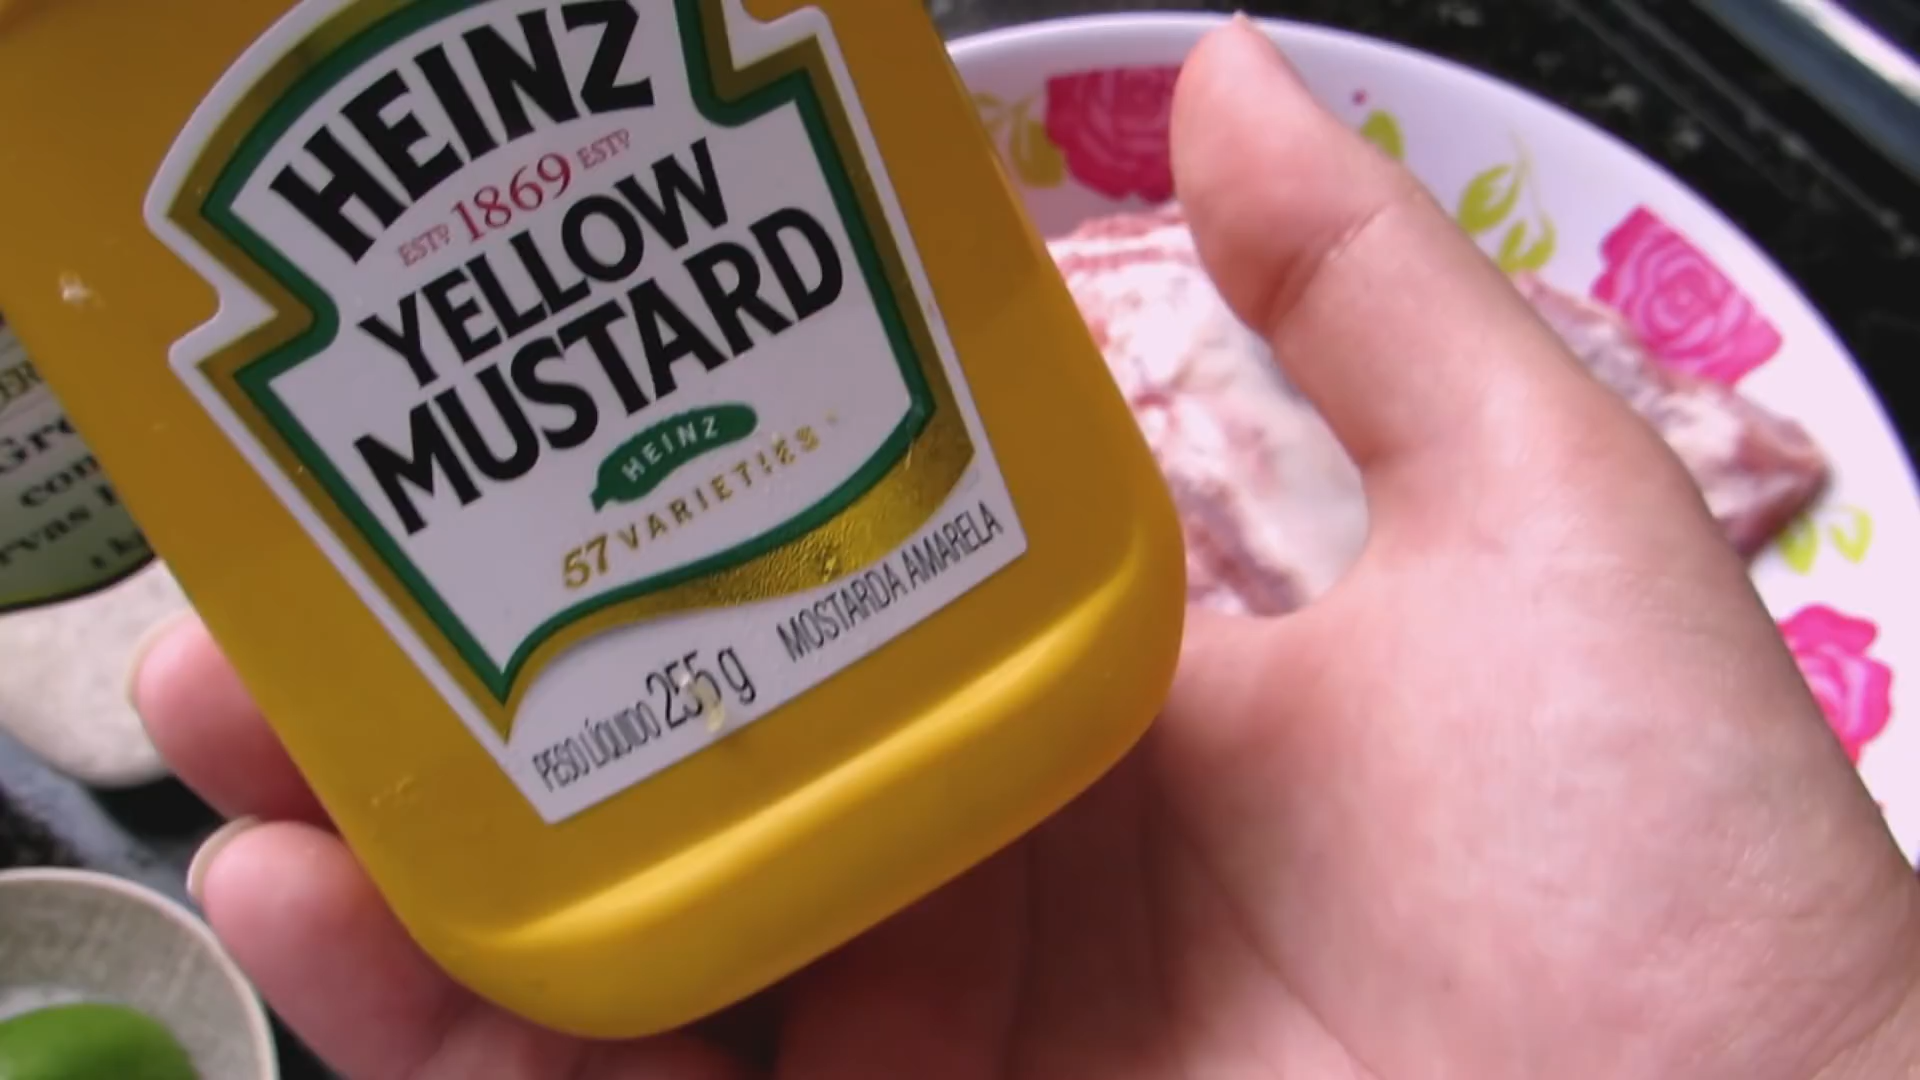 HEINZ
ESTD 1869 ESTD
YELLOW
MUSTARD
HEINZ
57 VARIETIES
PESO LÍQUIDO 255 g MOSTARDA AMARELA